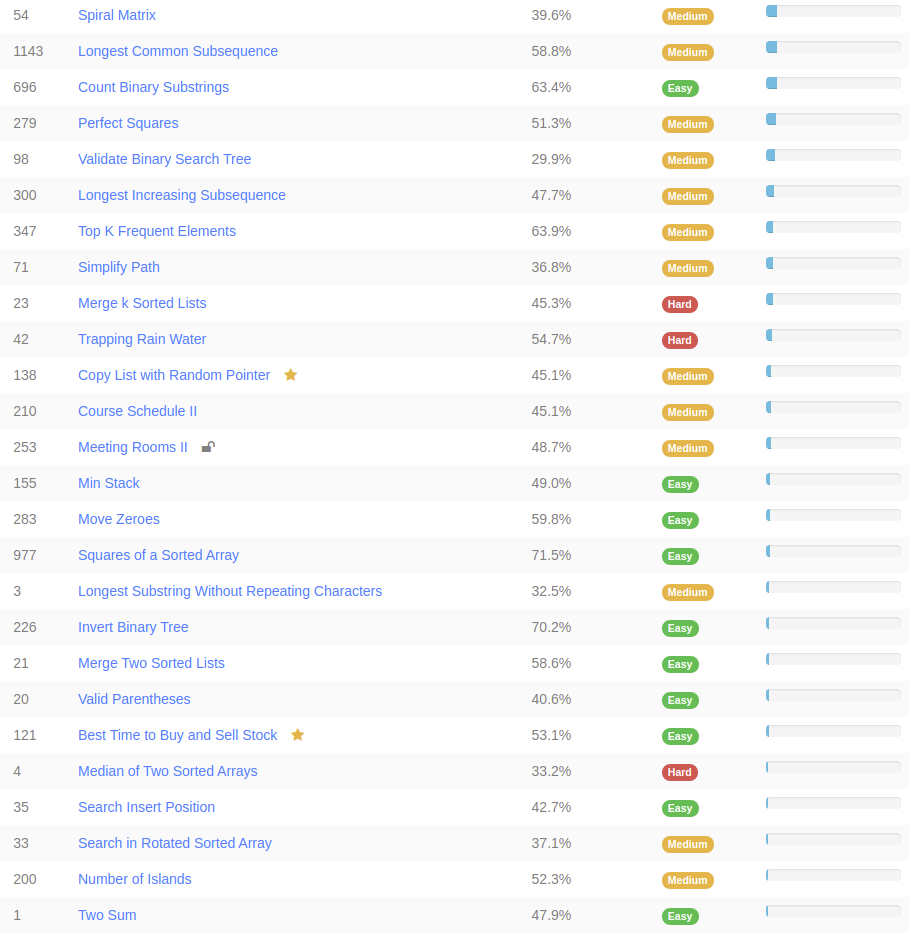 54 Spiral Matrix 39.6% Medium
1143 Longest Common Subsequence 58.8% Medium
696 Count Binary Substrings 63.4% Easy
279 Perfect Squares 51.3% Medium
98 Validate Binary Search Tree 29.9% Medium
300 Longest Increasing Subsequence 47.7% Medium
347 Top K Frequent Elements 63.9% Medium
71 Simplify Path 36.8% Medium
23 Merge k Sorted Lists 45.3% Hard
42 Trapping Rain Water 54.7% Hard
138 Copy List with Random Pointer 45.1% Medium
210 Course Schedule II 45.1% Medium
253 Meeting Rooms II 48.7% Medium
155 Min Stack 49.0% Easy
283 Move Zeroes 59.8% Easy
977 Squares of a Sorted Array 71.5% Easy
3 Longest Substring Without Repeating Characters 32.5% Medium
226 Invert Binary Tree 70.2% Easy
21 Merge Two Sorted Lists 58.6% Easy
20 Valid Parentheses 40.6% Easy
121 Best Time to Buy and Sell Stock 53.1% Easy
4 Median of Two Sorted Arrays 33.2% Hard
35 Search Insert Position 42.7% Easy
33 Search in Rotated Sorted Array 37.1% Medium
200 Number of Islands 52.3% Medium
1 Two Sum 47.9% Easy